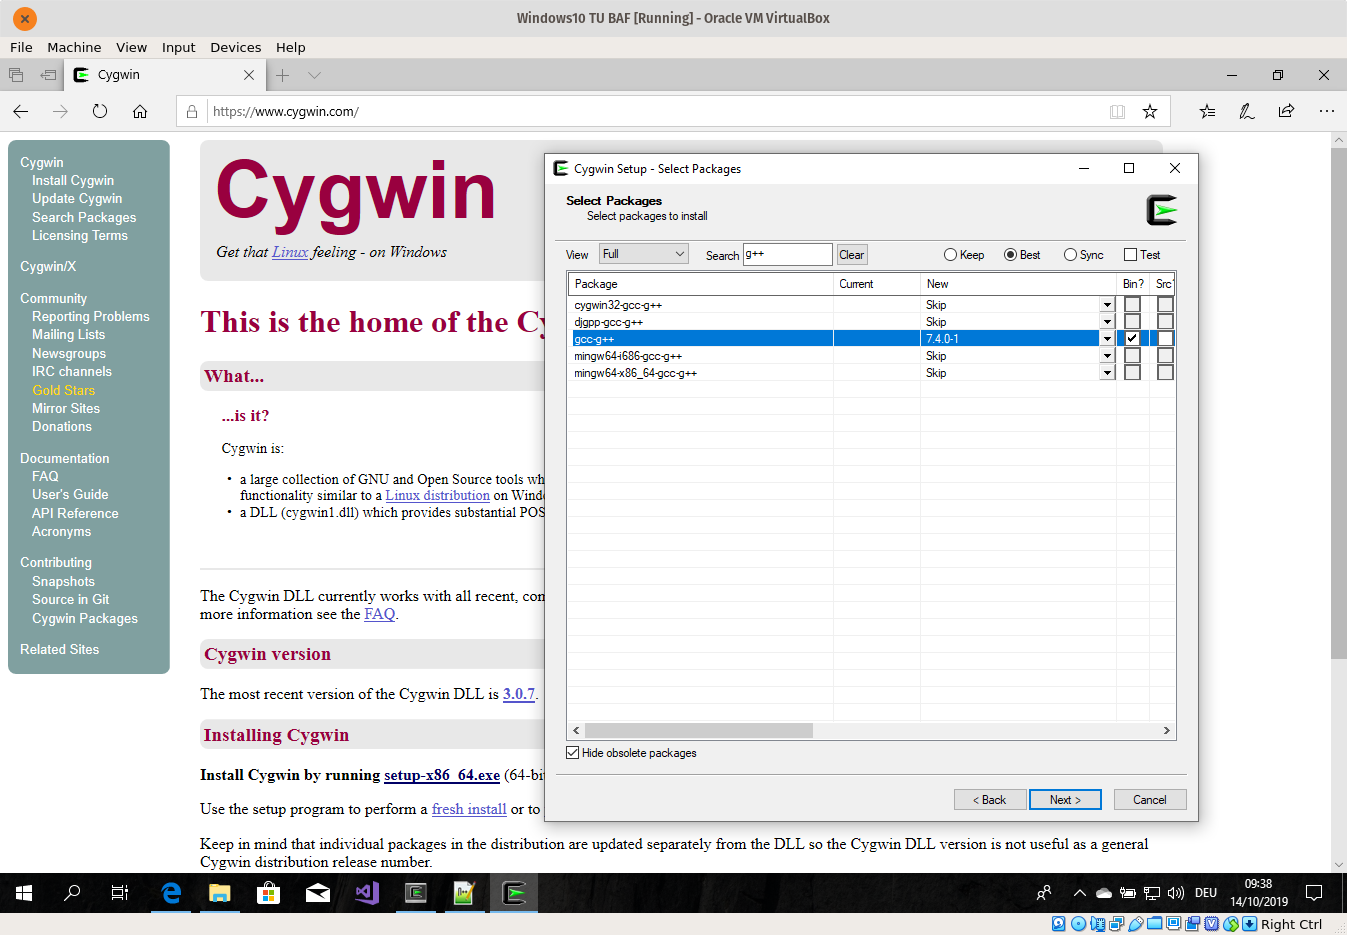 Windows10 TU BAF [Running] - Oracle VM VirtualBox
File Machine View Input Devices Help
Cygwin
https://www.cygwin.com/
Cygwin
Install Cygwin
Update Cygwin
Search Packages
Licensing Terms
Cygwin/X
Community
Reporting Problems
Mailing Lists
Newsgroups
IRC channels
Gold Stars
Mirror Sites
Donations
Documentation
FAQ
User's Guide
API Reference
Acronyms
Contributing
Snapshots
Source in Git
Cygwin Packages
Related Sites
Cygwin
Get that Linux feeling - on Windows
This is the home of the Cy
What...
...is it?
Cygwin is:
• a large collection of GNU and Open Source tools wh
functionality similar to a Linux distribution on Wind
• a DLL (cygwin1.dll) which provides substantial POS
The Cygwin DLL currently works with all recent, con
more information see the FAQ.
Cygwin version
The most recent version of the Cygwin DLL is 3.0.7.
Installing Cygwin
Install Cygwin by running setup-x86_64.exe (64-bit
Use the setup program to perform a fresh install or to
Keep in mind that individual packages in the distribution are updated separately from the DLL so the Cygwin DLL version is not useful as a general
Cygwin distribution release number.
Cygwin Setup - Select Packages
Select Packages
Select packages to install
View Full Search g++ Clear Keep Best Sync Test
Package Current New Bin? Src?
cygwin32-gcc-g++ Skip
djgpp-gcc-g++ Skip
gcc-g++ 7.4.0-1
mingw64-i686-gcc-g++ Skip
mingw64-x86_64-gcc-g++ Skip
Hide obsolete packages
< Back Next > Cancel
DEU
09:38
14/10/2019
Right Ctrl